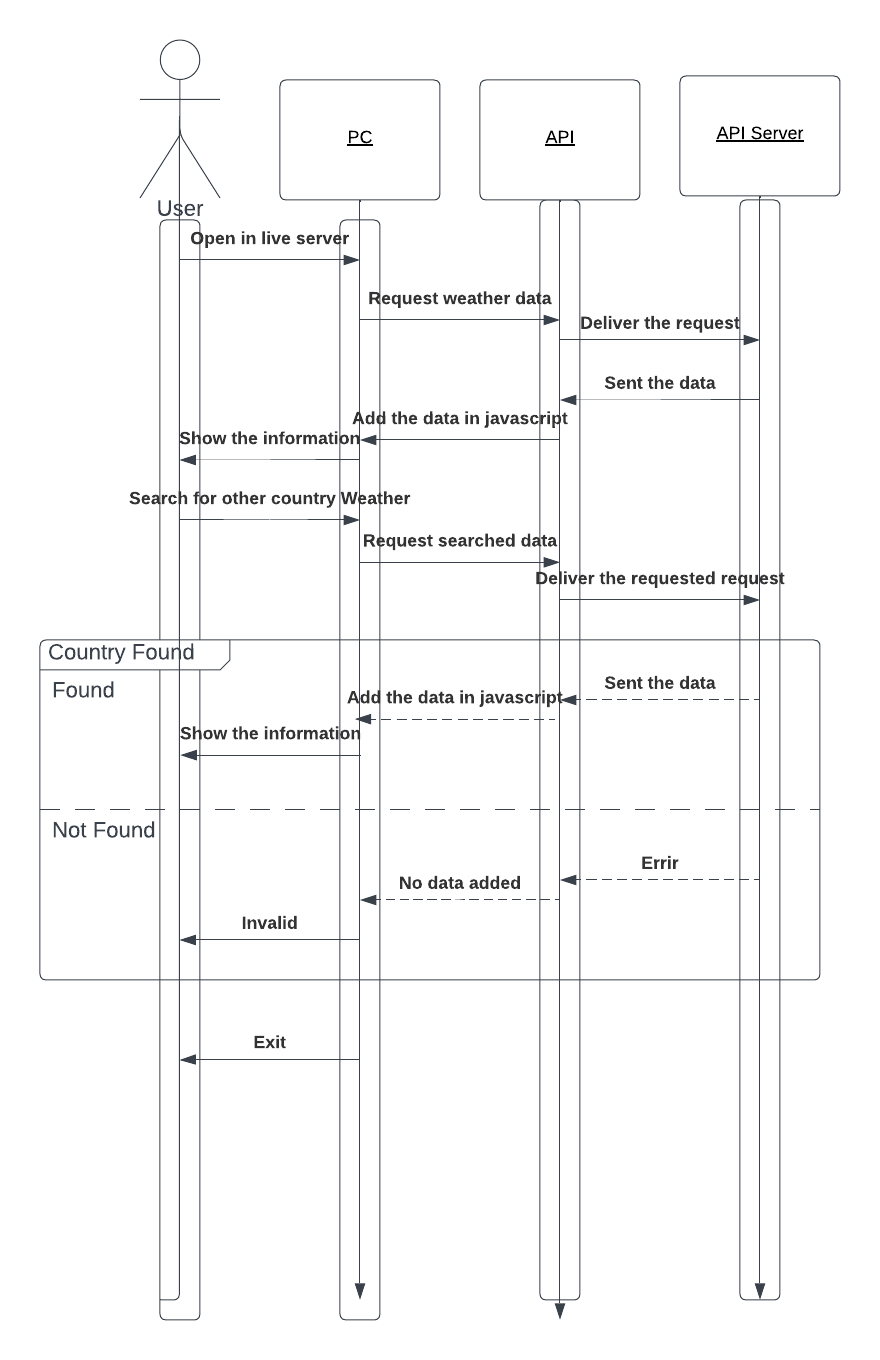 User
PC
API
API Server
Open in live server
Request weather data
Deliver the request
Sent the data
Add the data in javascript
Show the information
Search for other country Weather
Request searched data
Deliver the requested request
Country Found
Found
Sent the data
Add the data in javascript
Show the information
Not Found
Errir
No data added
Invalid
Exit